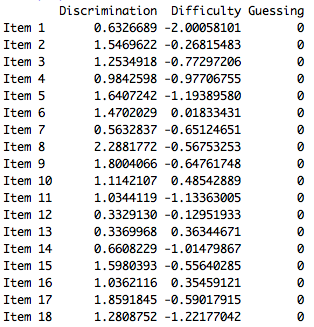 Discrimination Difficulty Guessing
Item 1 0.6326689 -2.00058101 0
Item 2 1.5469622 -0.26815483 0
Item 3 1.2534918 -0.77297206 0
Item 4 0.9842598 -0.97706755 0
Item 5 1.6407242 -1.19389580 0
Item 6 1.4702029 0.01833431 0
Item 7 0.5632837 -0.65124651 0
Item 8 2.2881772 -0.56753253 0
Item 9 1.8004066 -0.64761748 0
Item 10 1.1142107 0.48542889 0
Item 11 1.0344119 -1.13363005 0
Item 12 0.3329130 -0.12951933 0
Item 13 0.3369968 0.36344671 0
Item 14 0.6608229 -1.01479867 0
Item 15 1.5980393 -0.55640285 0
Item 16 1.0362116 0.35459121 0
Item 17 1.8591845 -0.59017915 0
Item 18 1.2808752 -1.22177042 0